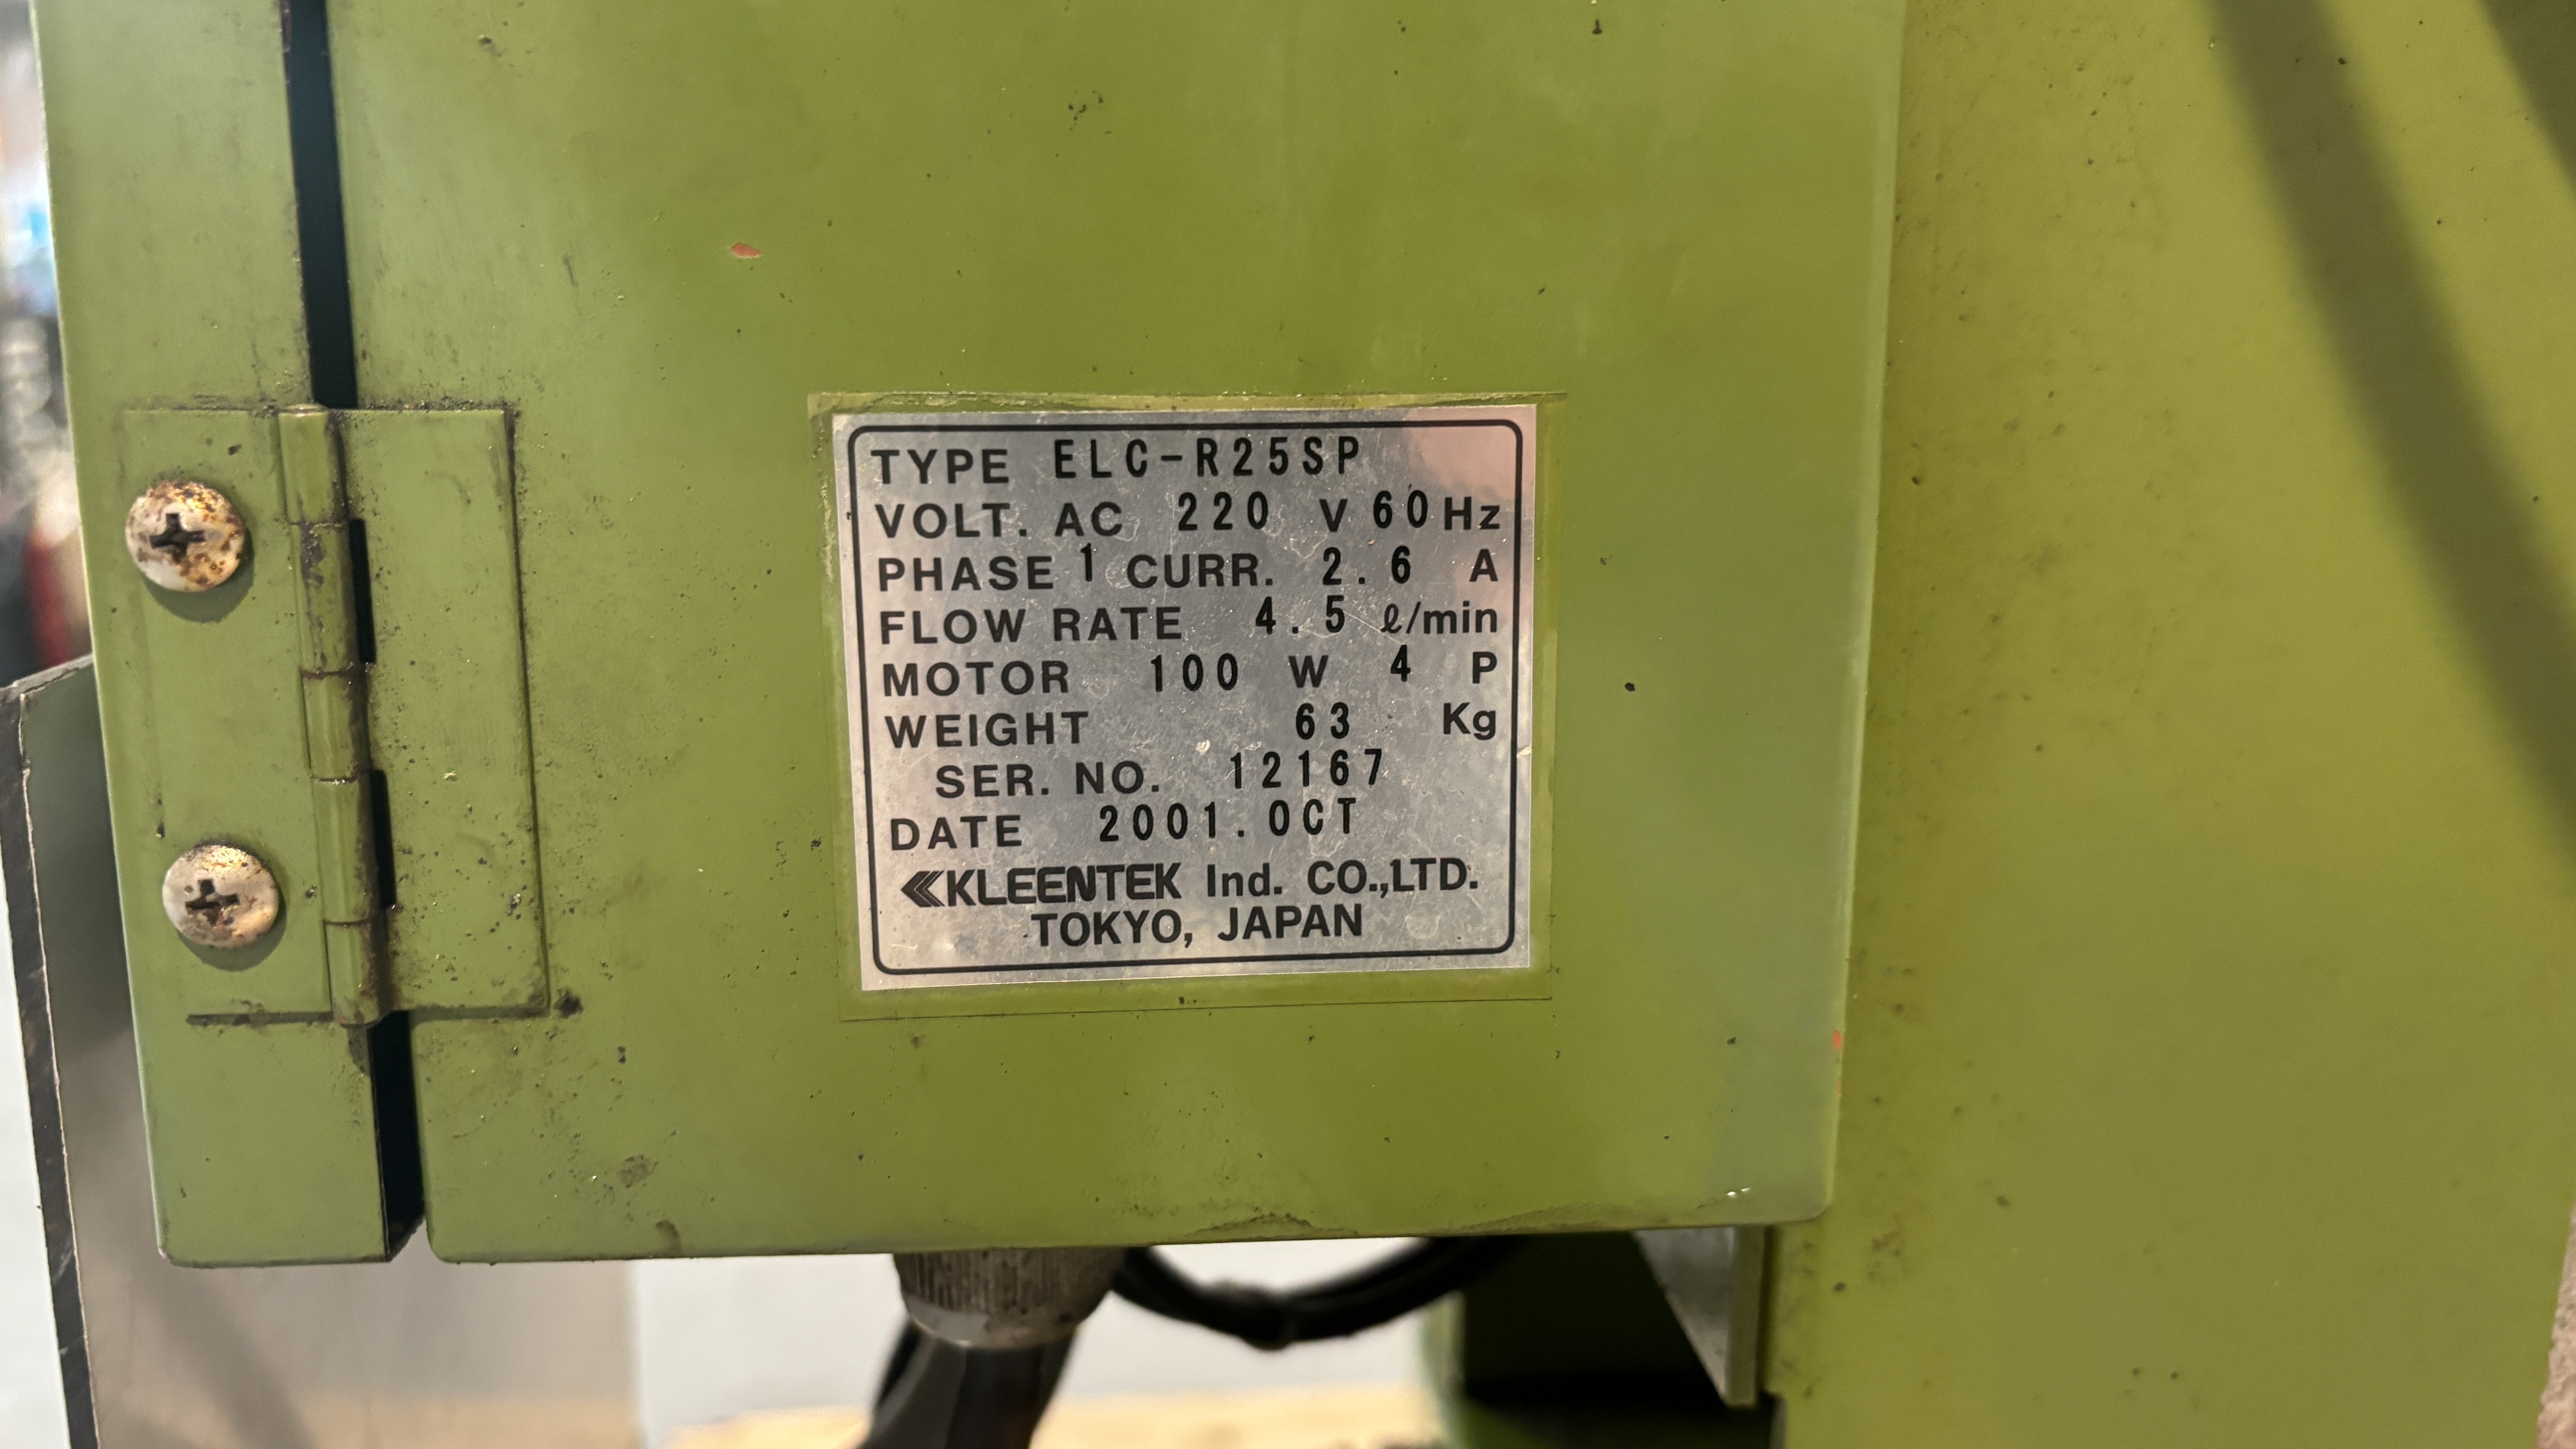 TYPE ELC-R25SP
VOLT. AC 220 V 60 Hz
PHASE 1 CURR. 2.6 A
FLOW RATE 4.5 ℓ/min
MOTOR 100 W 4 P
WEIGHT 63 Kg
SER. NO. 12167
DATE 2001.OCT
KLEENTEK Ind. CO.,LTD.
TOKYO, JAPAN